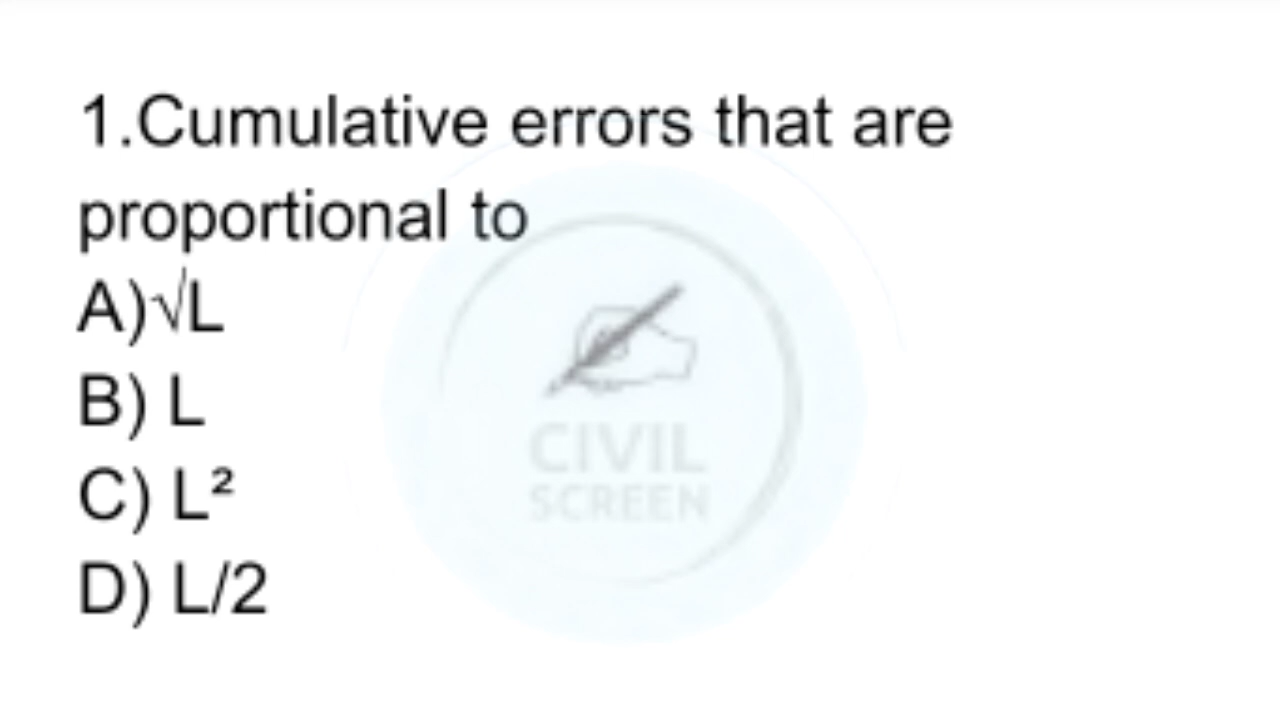 1.Cumulative errors that are
proportional to
A)√L
B) L
C) L²
D) L/2
CIVIL
SCREEN